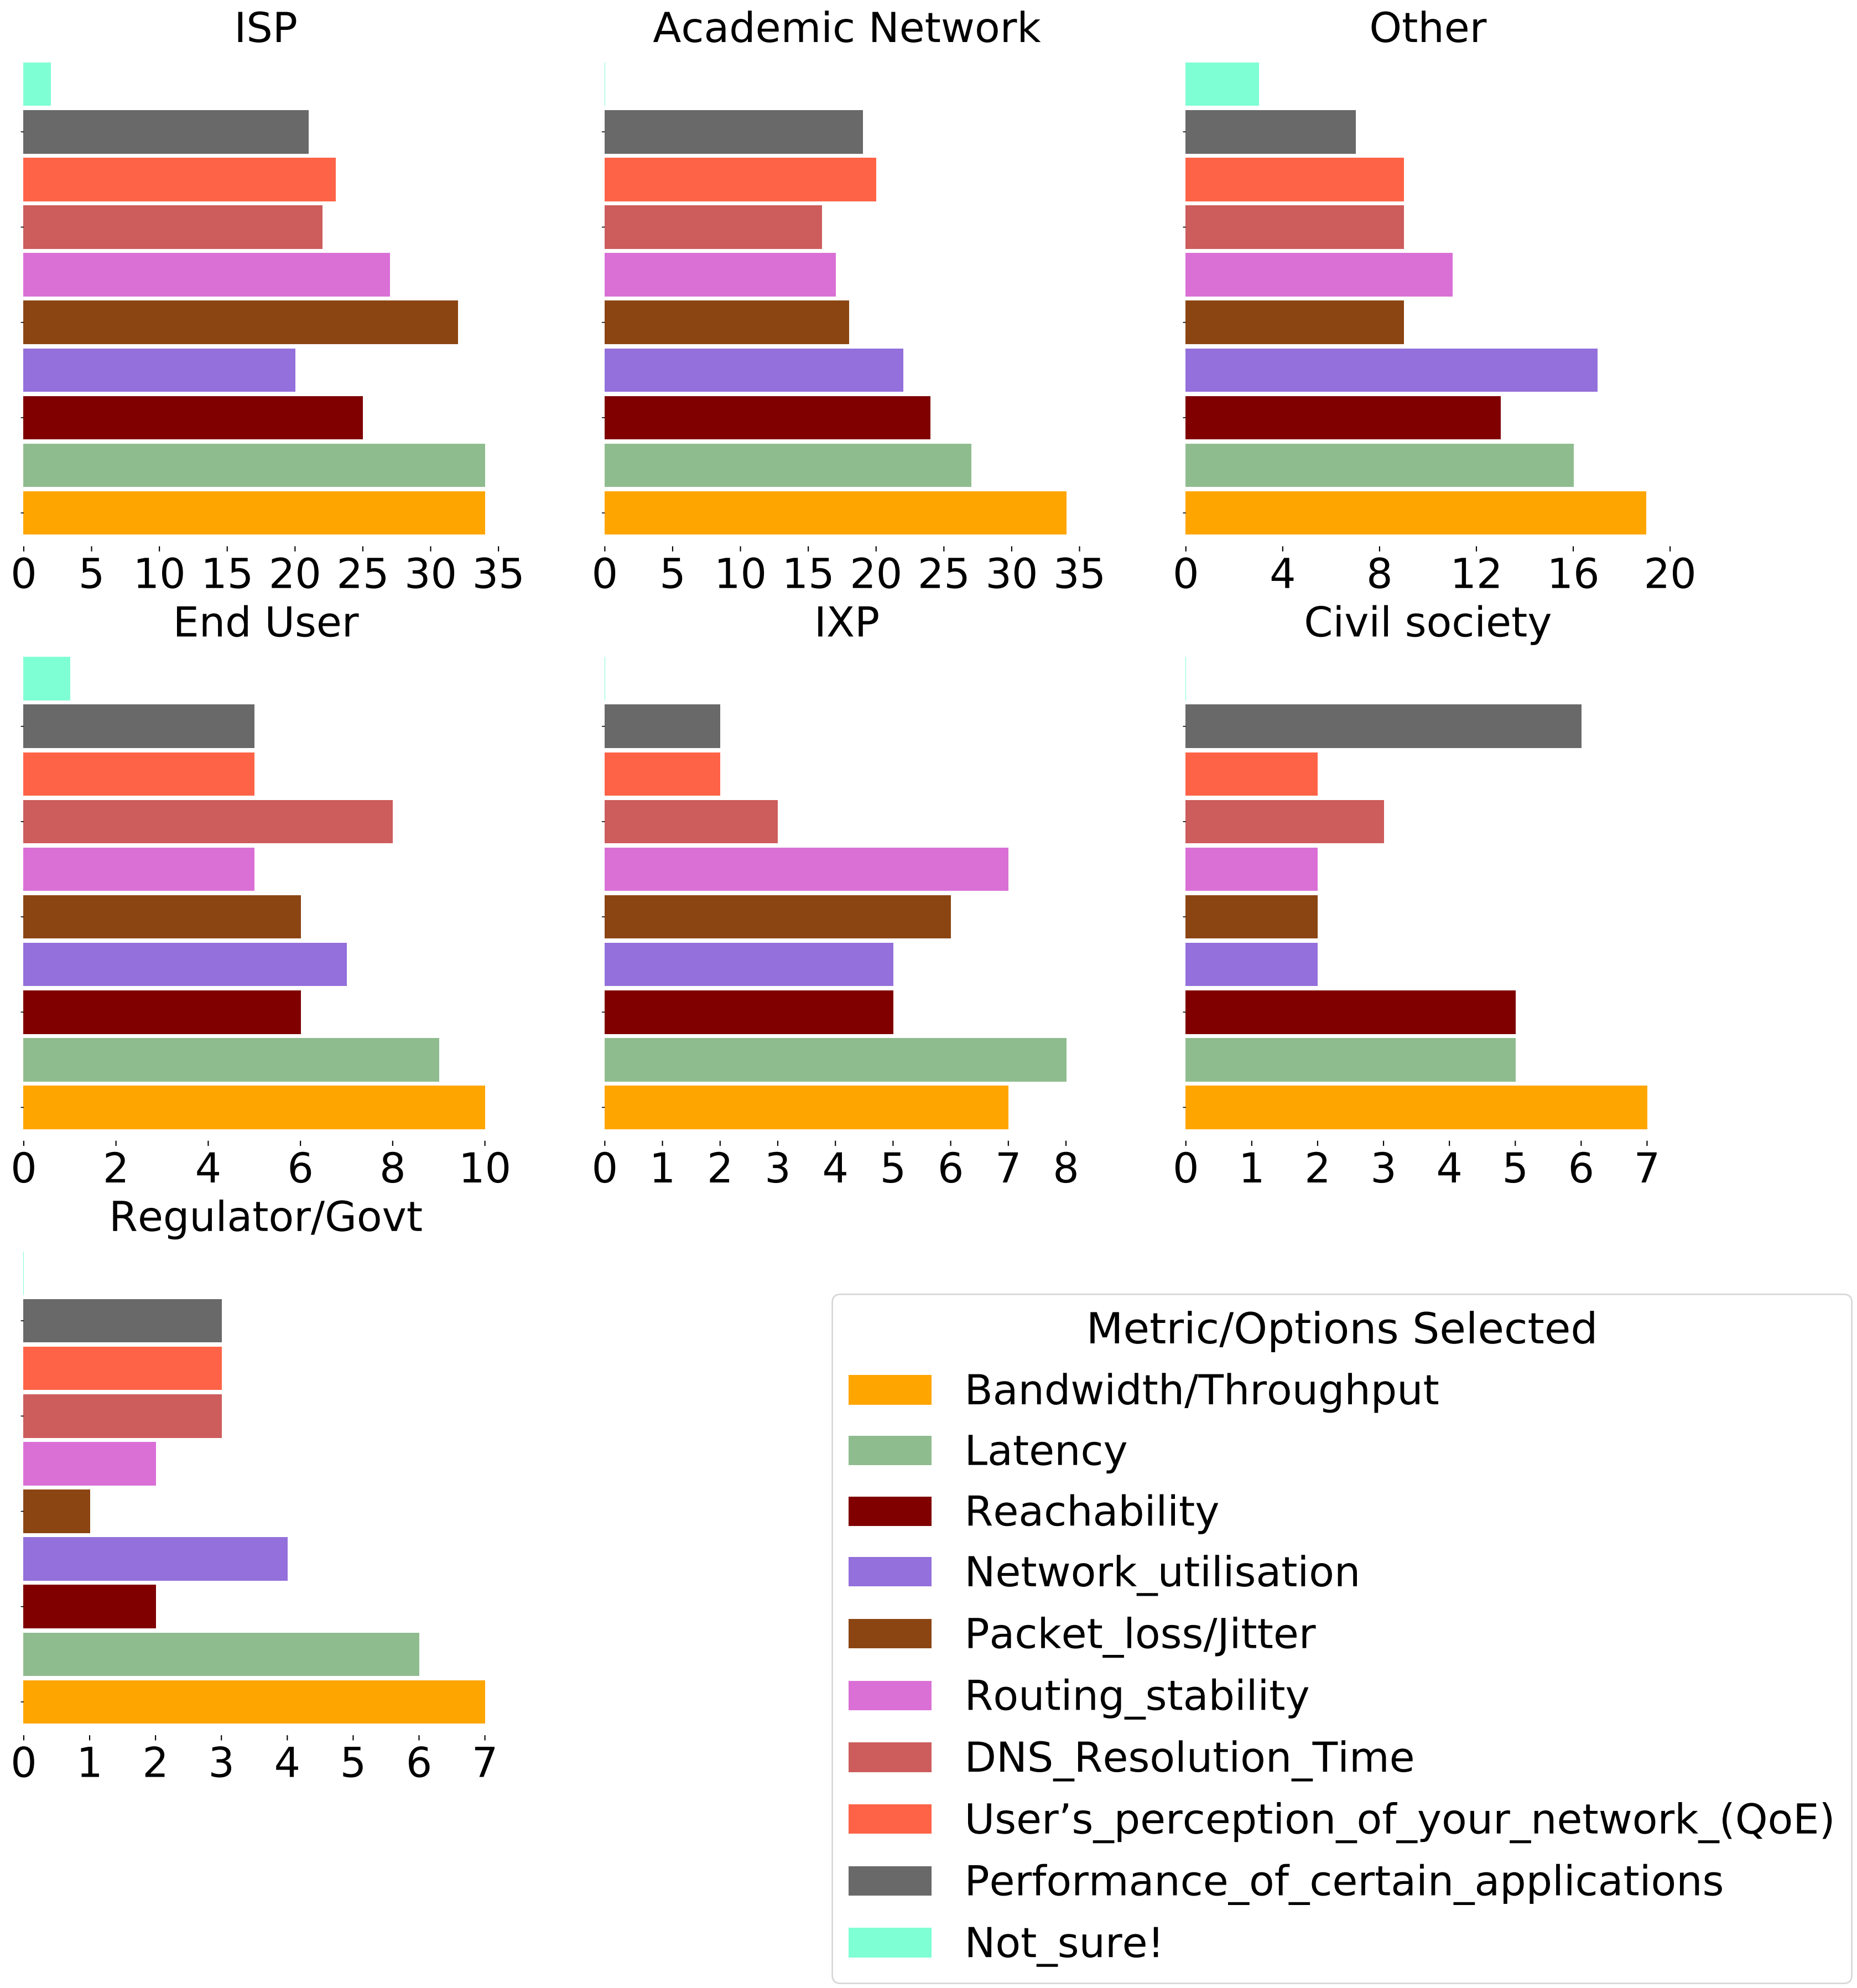 ISP
Academic Network
Other
0 5 10 15 20 25 30 35
0 5 10 15 20 25 30 35
0 4 8 12 16 20
End User
IXP
Civil society
0 2 4 6 8 10
0 1 2 3 4 5 6 7 8
0 1 2 3 4 5 6 7
Regulator/Govt
0 1 2 3 4 5 6 7
Metric/Options Selected
Bandwidth/Throughput
Latency
Reachability
Network_utilisation
Packet_loss/Jitter
Routing_stability
DNS_Resolution_Time
User’s_perception_of_your_network_(QoE)
Performance_of_certain_applications
Not_sure!